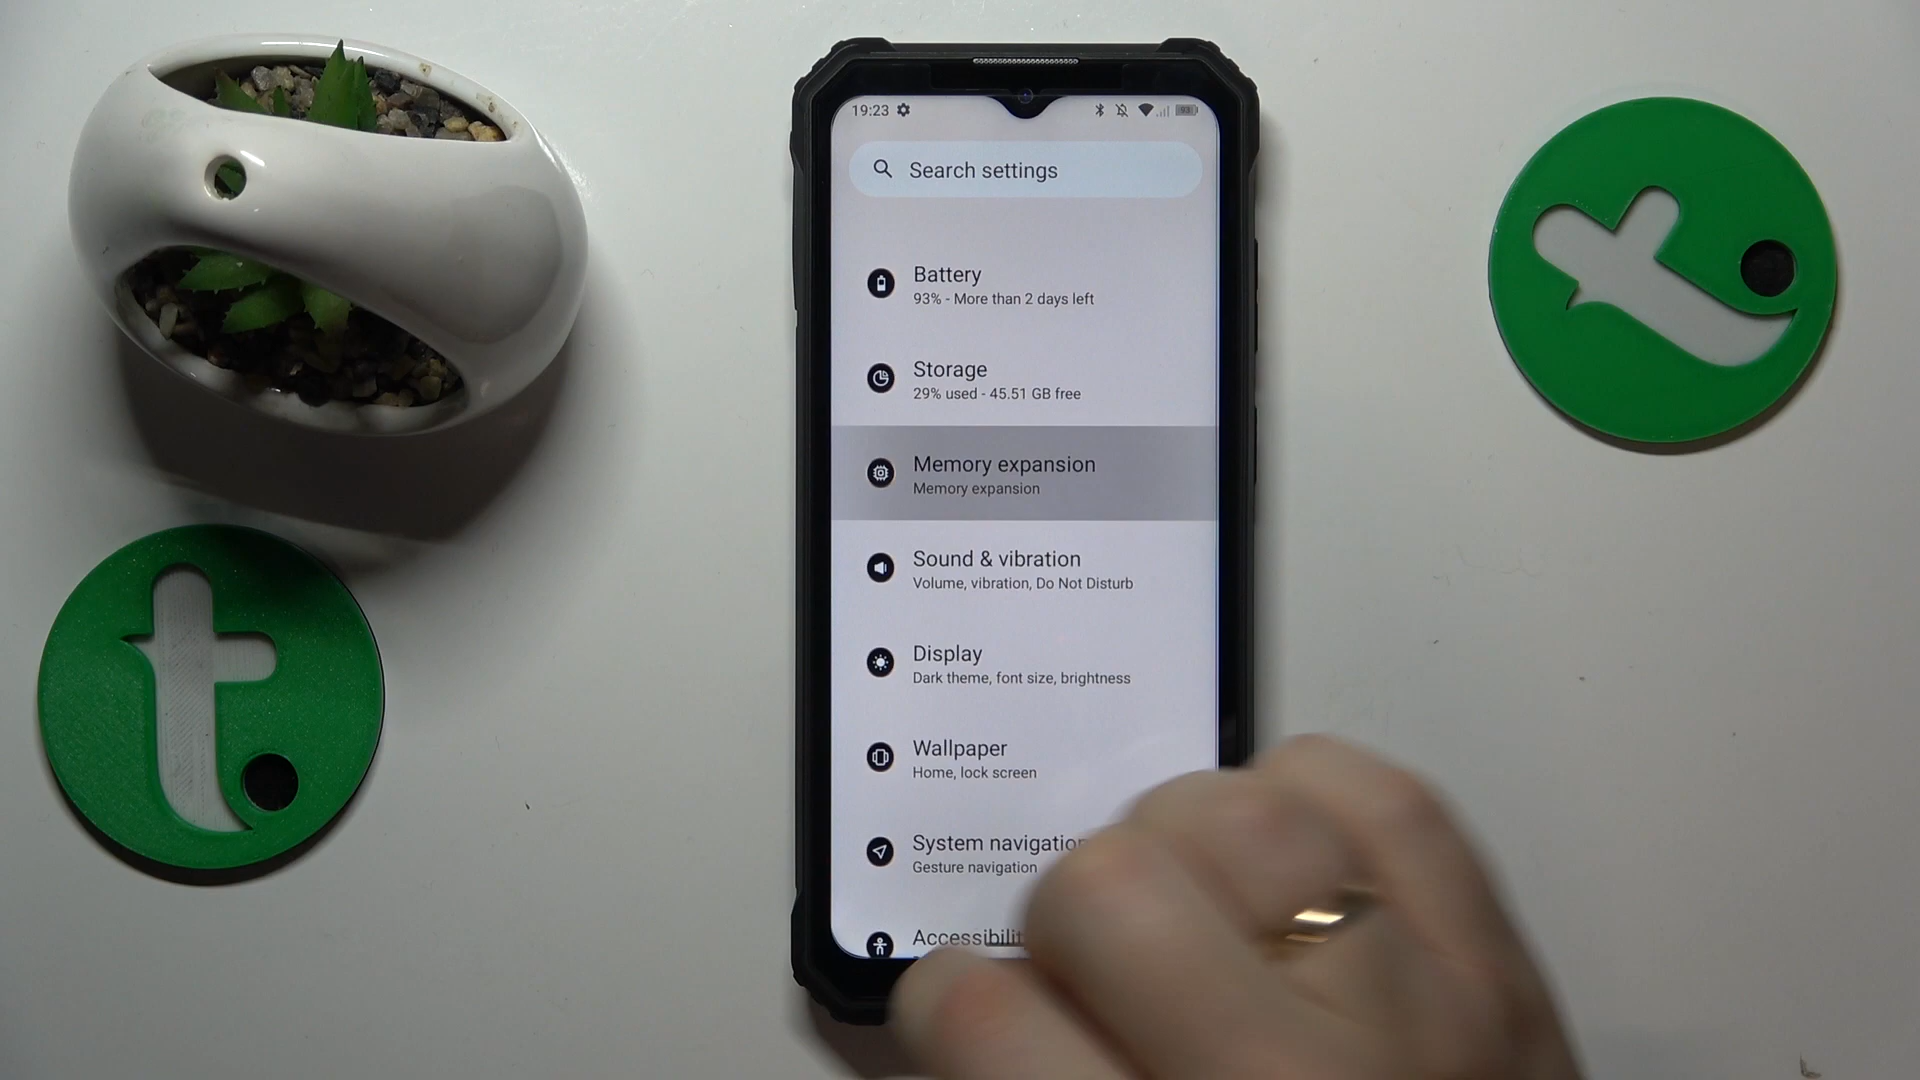 19:23
93
Search settings
Battery
93% - More than 2 days left
Storage
29% used - 45.51 GB free
Memory expansion
Memory expansion
Sound & vibration
Volume, vibration, Do Not Disturb
Display
Dark theme, font size, brightness
Wallpaper
Home, lock screen
System navigation
Gesture navigation
Accessibilit
t
t